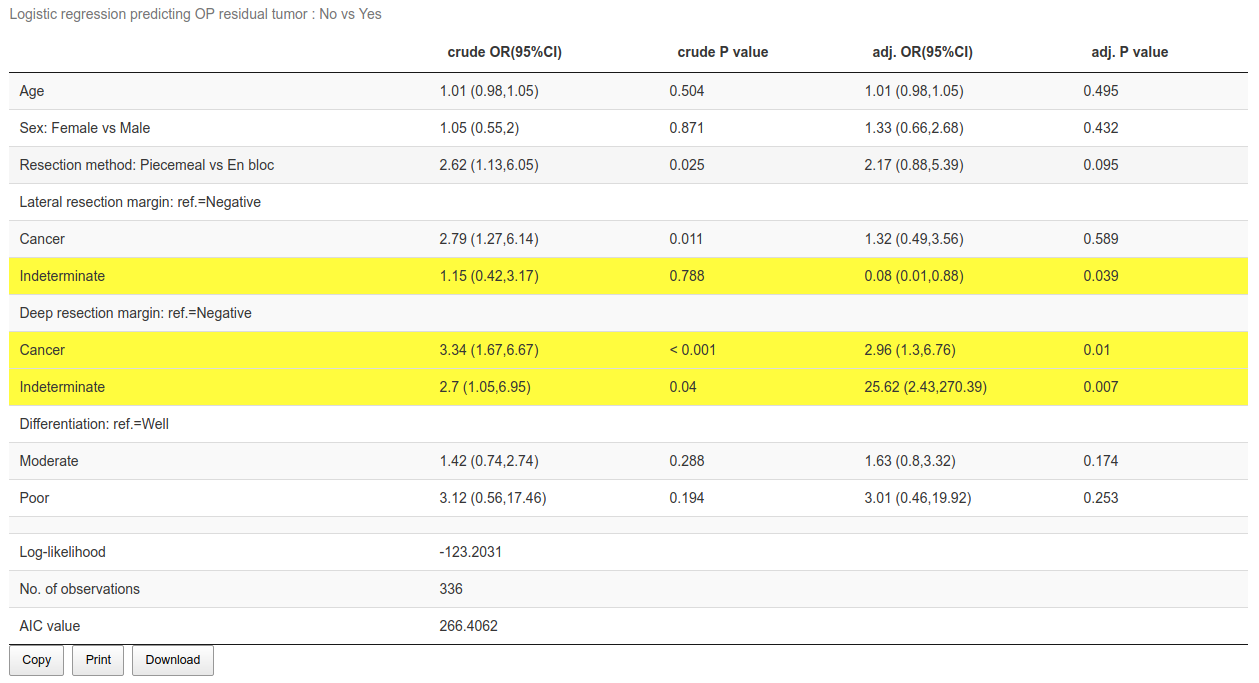 Logistic regression predicting OP residual tumor : No vs Yes
crude OR(95%CI) crude P value adj. OR(95%CI) adj. P value
Age 1.01 (0.98,1.05) 0.504 1.01 (0.98,1.05) 0.495
Sex: Female vs Male 1.05 (0.55,2) 0.871 1.33 (0.66,2.68) 0.432
Resection method: Piecemeal vs En bloc 2.62 (1.13,6.05) 0.025 2.17 (0.88,5.39) 0.095
Lateral resection margin: ref.=Negative
Cancer 2.79 (1.27,6.14) 0.011 1.32 (0.49,3.56) 0.589
Indeterminate 1.15 (0.42,3.17) 0.788 0.08 (0.01,0.88) 0.039
Deep resection margin: ref.=Negative
Cancer 3.34 (1.67,6.67) < 0.001 2.96 (1.3,6.76) 0.01
Indeterminate 2.7 (1.05,6.95) 0.04 25.62 (2.43,270.39) 0.007
Differentiation: ref.=Well
Moderate 1.42 (0.74,2.74) 0.288 1.63 (0.8,3.32) 0.174
Poor 3.12 (0.56,17.46) 0.194 3.01 (0.46,19.92) 0.253
Log-likelihood -123.2031
No. of observations 336
AIC value 266.4062
Copy Print Download